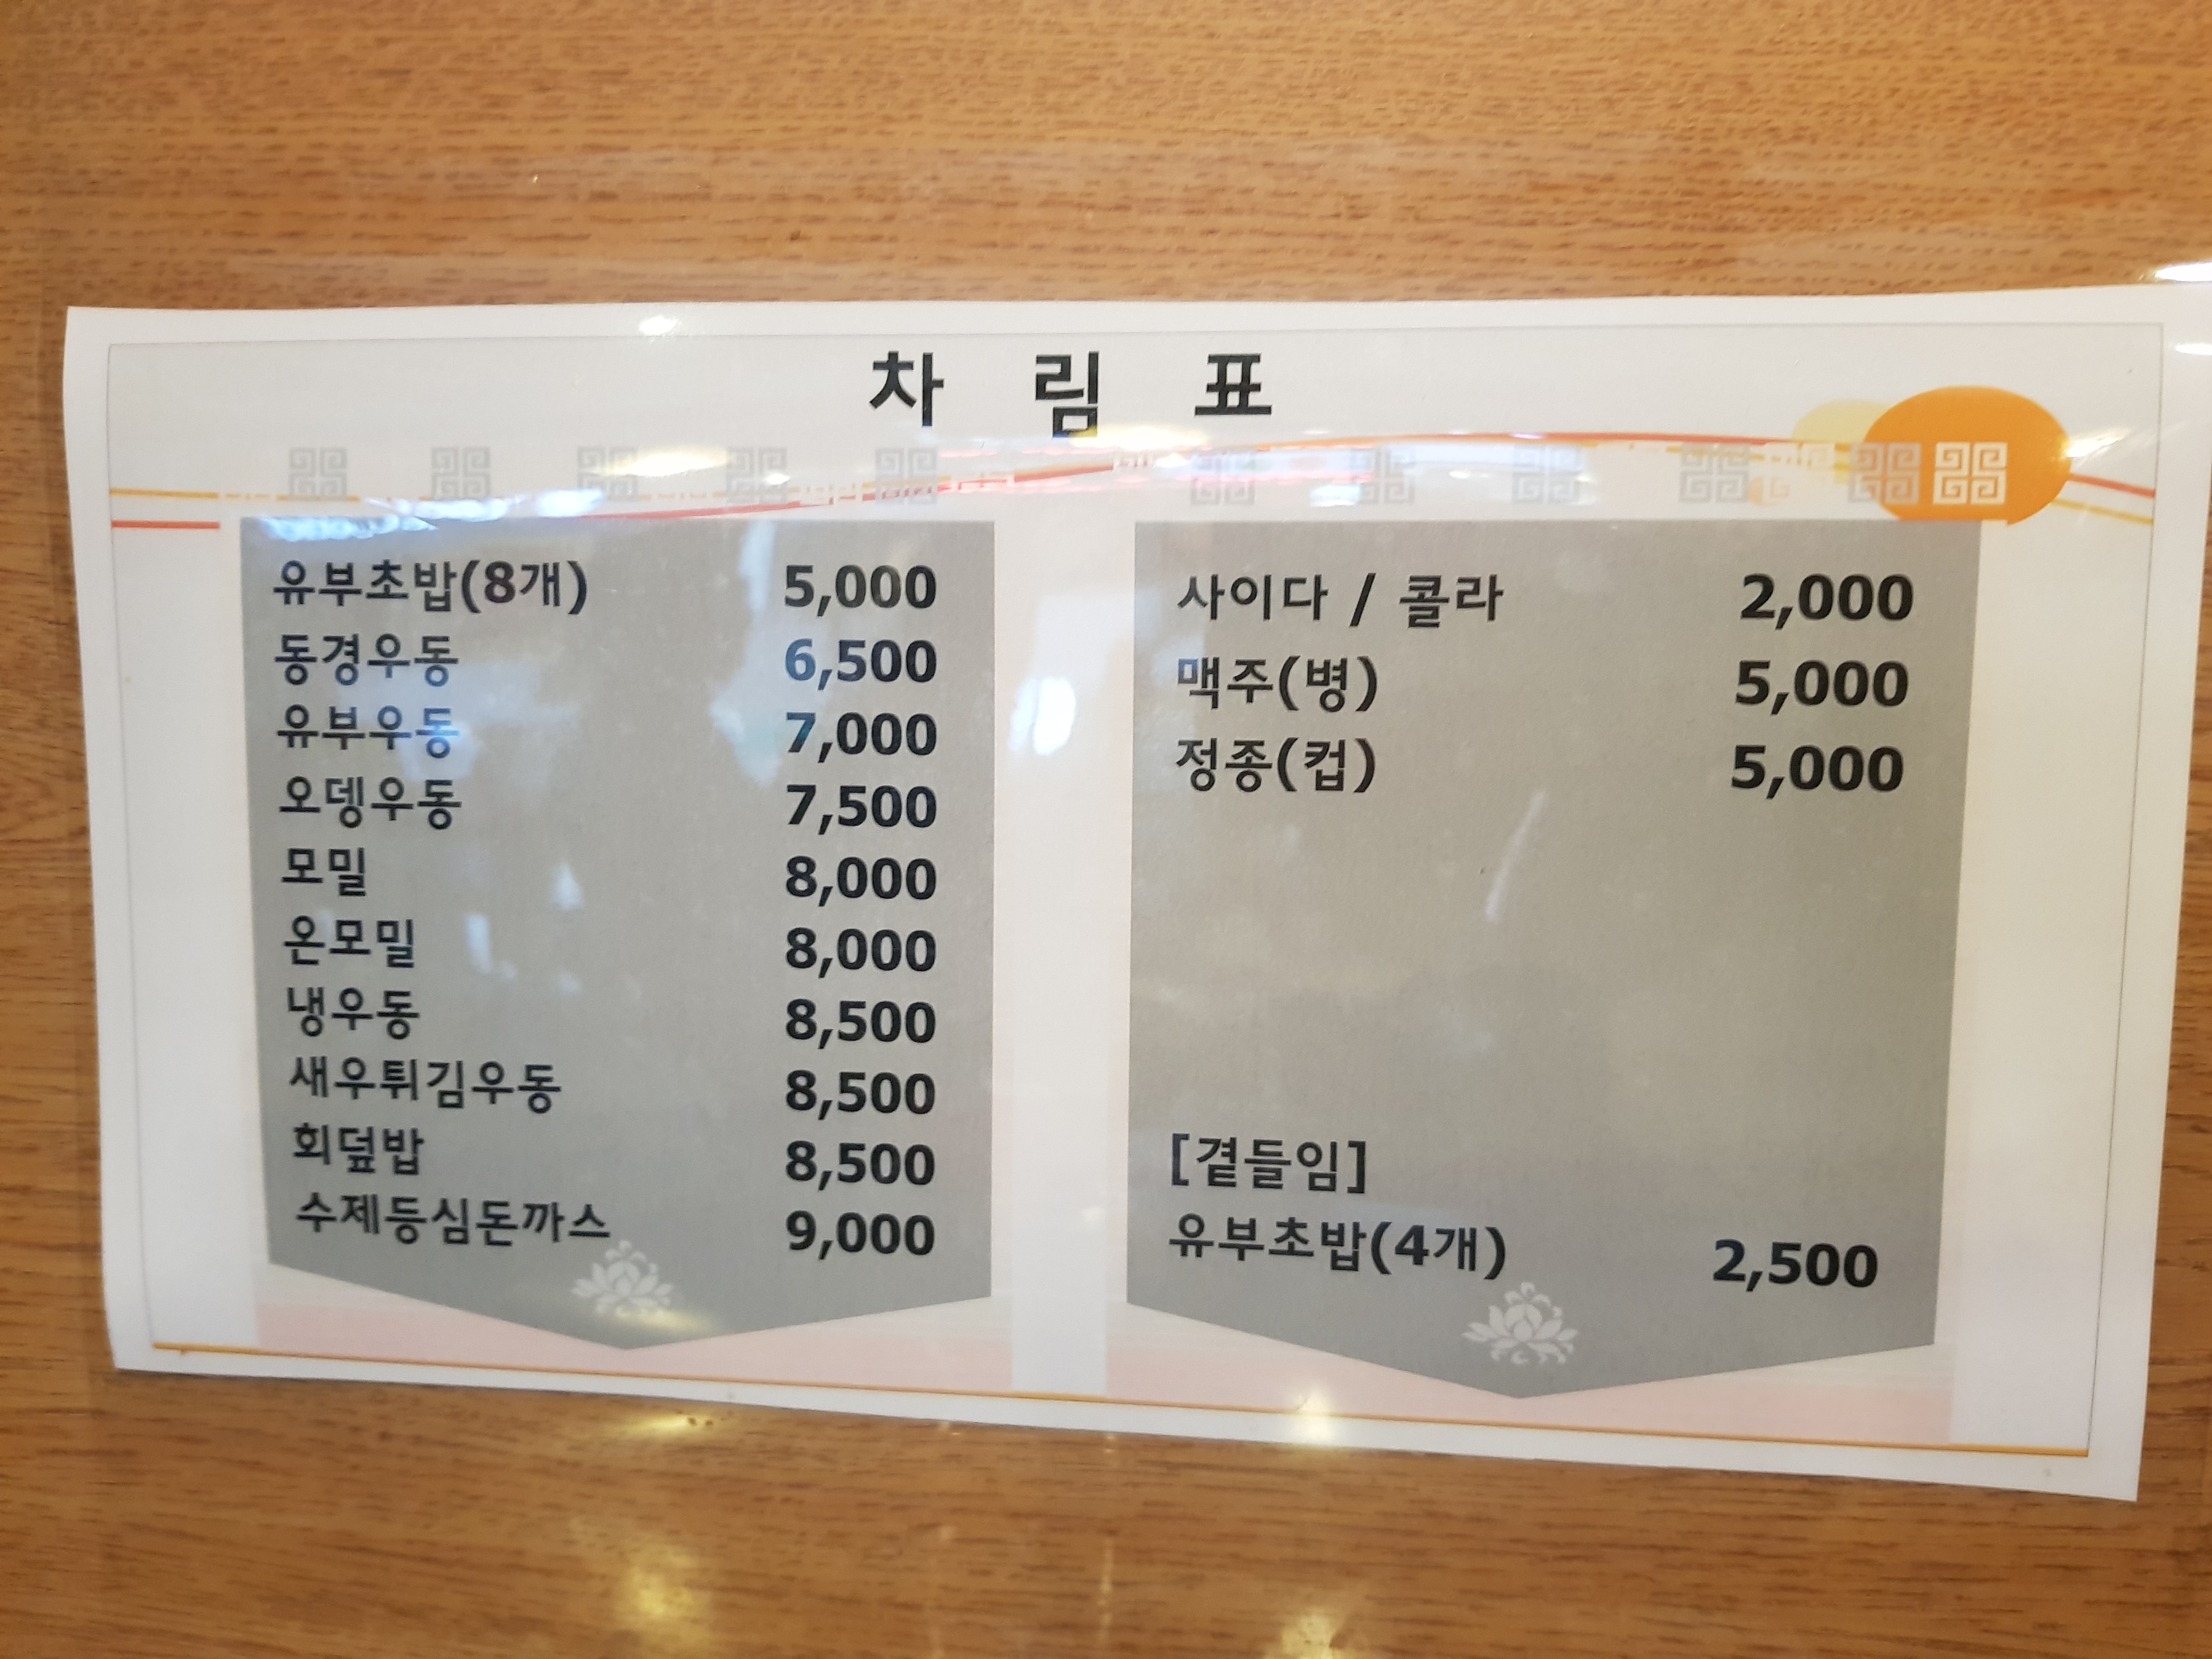 차 림 표
유부초밥(8개) 5,000
동경우동 6,500
유부우동 7,000
오뎅우동 7,500
모밀 8,000
온모밀 8,000
냉우동 8,500
새우튀김우동 8,500
회덮밥 8,500
수제등심돈까스 9,000
사이다 / 콜라 2,000
맥주(병) 5,000
정종(컵) 5,000
[곁들임]
유부초밥(4개) 2,500